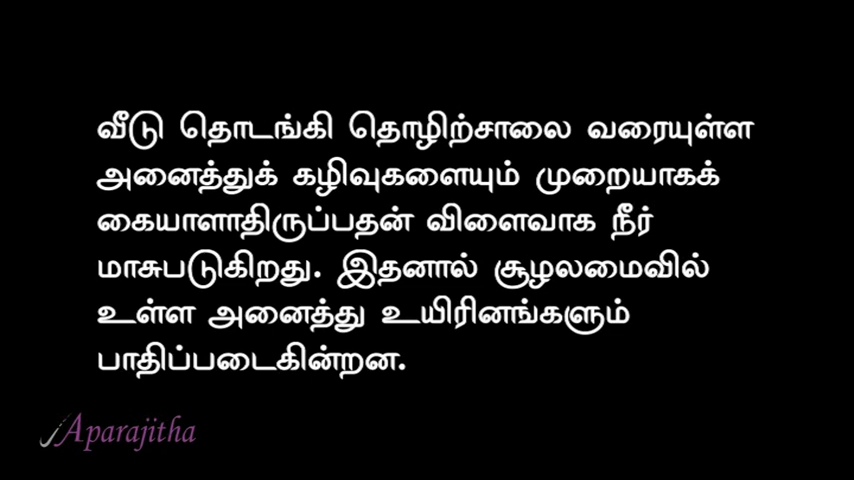 வீடு தொடங்கி தொழிற்சாலை வரையுள்ள
அனைத்துக் கழிவுகளையும் முறையாகக்
கையாளாதிருப்பதன் விளைவாக நீர்
மாசுபடுகிறது. இதனால் சூழலமைவில்
உள்ள அனைத்து உயிரினங்களும்
பாதிப்படைகின்றன.
Aparajitha